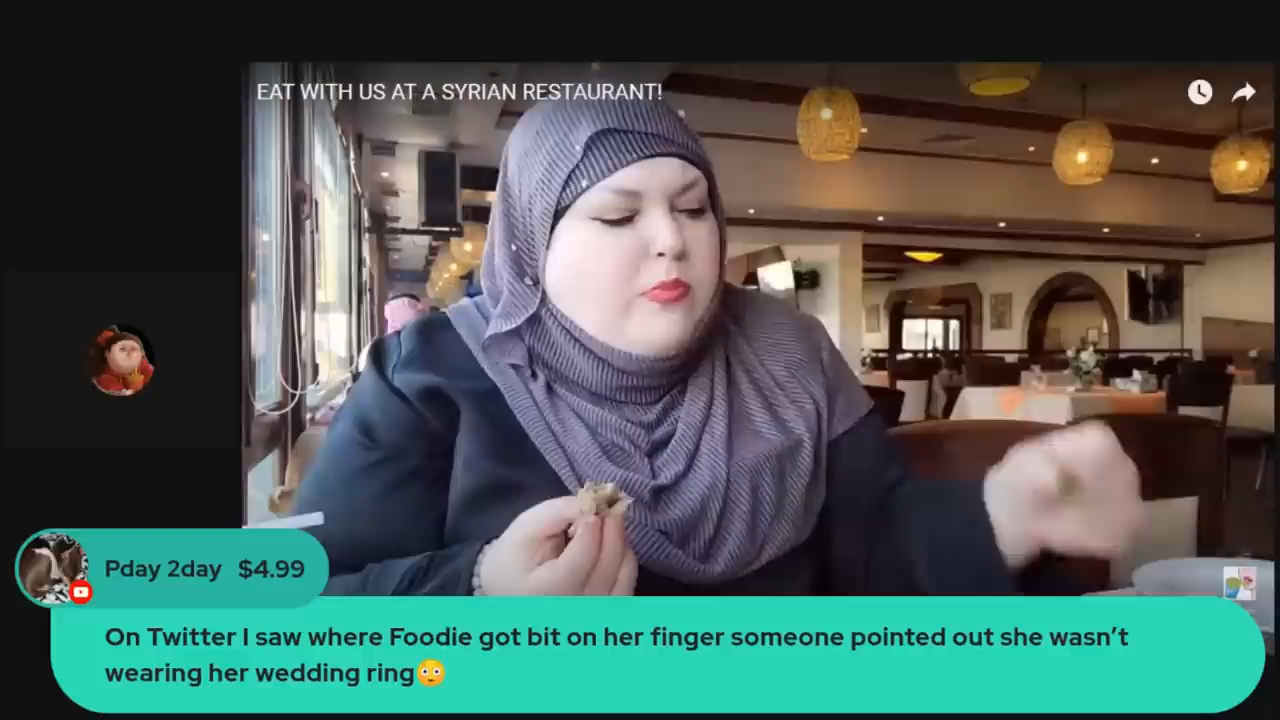 EAT WITH US AT A SYRIAN RESTAURANT!
Pday 2day $4.99
On Twitter I saw where Foodie got bit on her finger someone pointed out she wasn’t
wearing her wedding ring😳